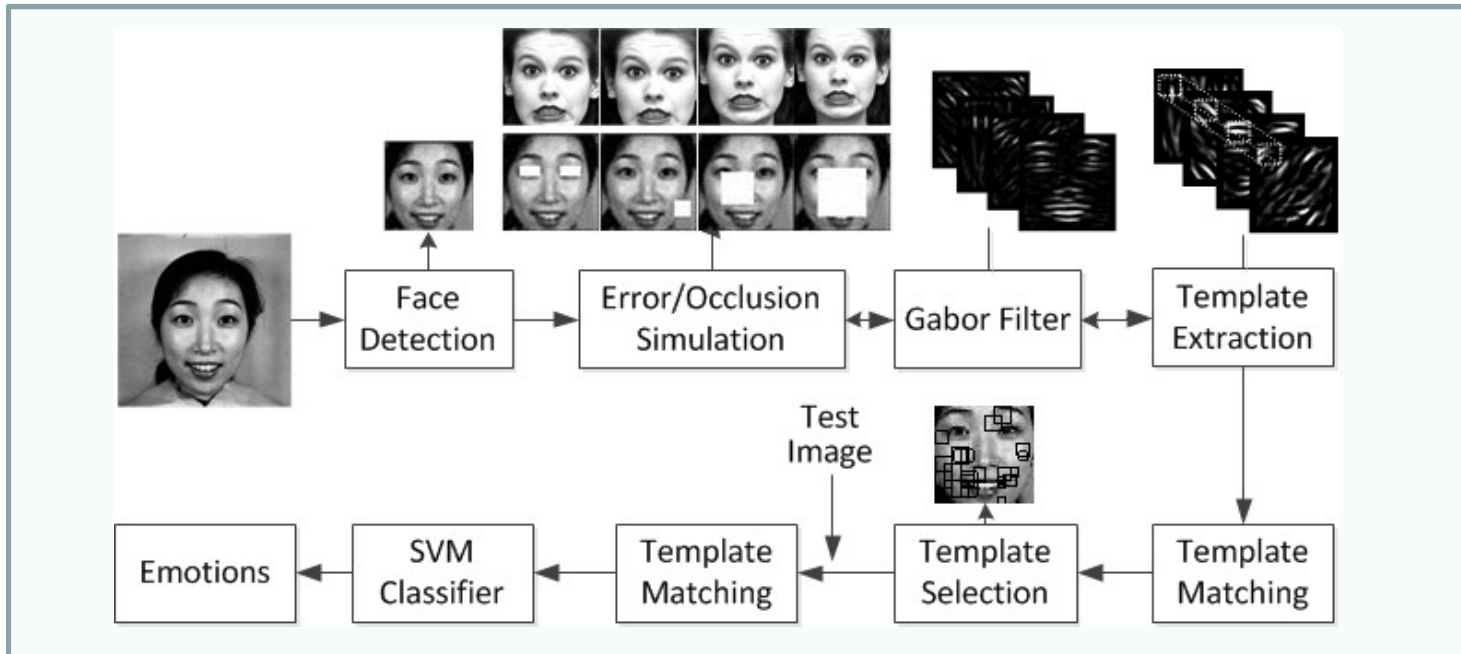 Face
Detection
Error/Occlusion
Simulation
Gabor Filter
Template
Extraction
Test
Image
Emotions
SVM
Classifier
Template
Matching
Template
Selection
Template
Matching